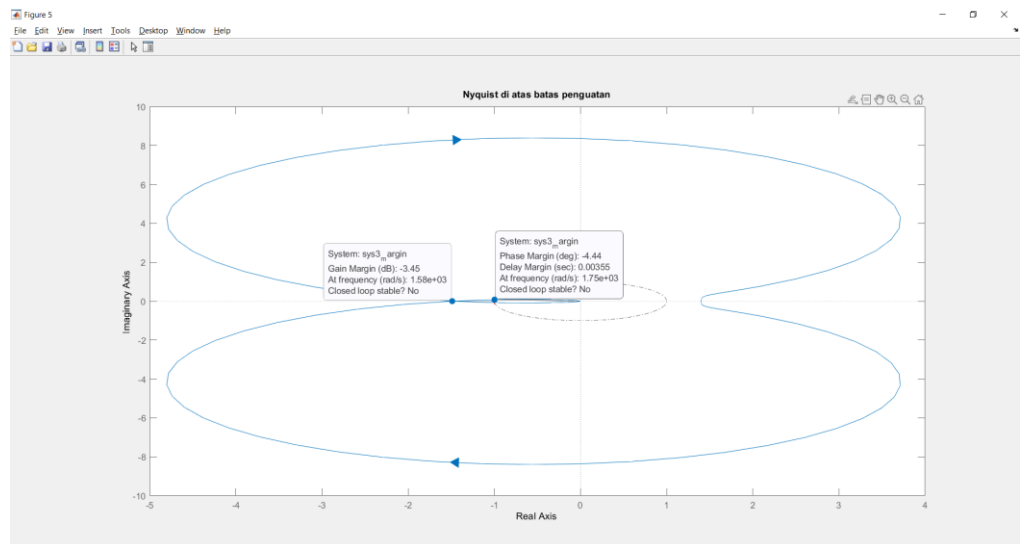 Figure 5
File Edit View Insert Tools Desktop Window Help
Nyquist di atas batas penguatan
10
8
6
4
2
0
-2
-4
-6
-8
-10
Imaginary Axis
System: sys3_margin
Gain Margin (dB): -3.45
At frequency (rad/s): 1.58e+03
Closed loop stable? No
System: sys3_margin
Phase Margin (deg): -4.44
Delay Margin (sec): 0.00355
At frequency (rad/s): 1.75e+03
Closed loop stable? No
-5 -4 -3 -2 -1 0 1 2 3 4
Real Axis